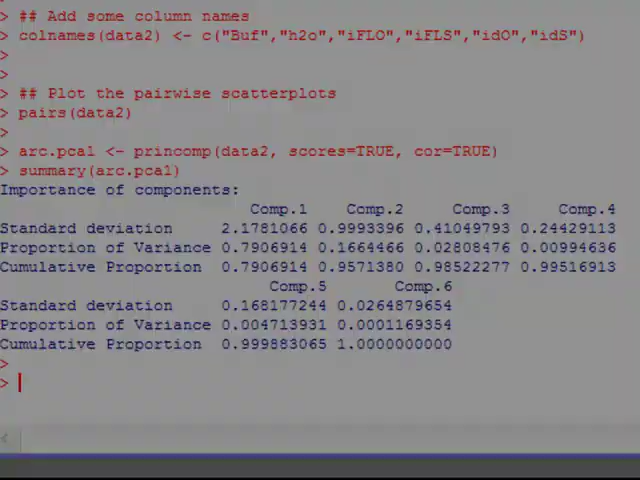 > ## Add some column names
> colnames(data2) <- c("Buf","h2o","iFLO","iFLS","idO","idS")
>
>
> ## Plot the pairwise scatterplots
> pairs(data2)
>
> arc.pca1 <- princomp(data2, scores=TRUE, cor=TRUE)
> summary(arc.pca1)
Importance of components:
Comp.1 Comp.2 Comp.3 Comp.4
Standard deviation 2.1781066 0.9993396 0.41049793 0.24429113
Proportion of Variance 0.7906914 0.1664466 0.02808476 0.00994636
Cumulative Proportion 0.7906914 0.9571380 0.98522277 0.99516913
Comp.5 Comp.6
Standard deviation 0.168177244 0.0264879654
Proportion of Variance 0.004713931 0.0001169354
Cumulative Proportion 0.999883065 1.0000000000
>
>